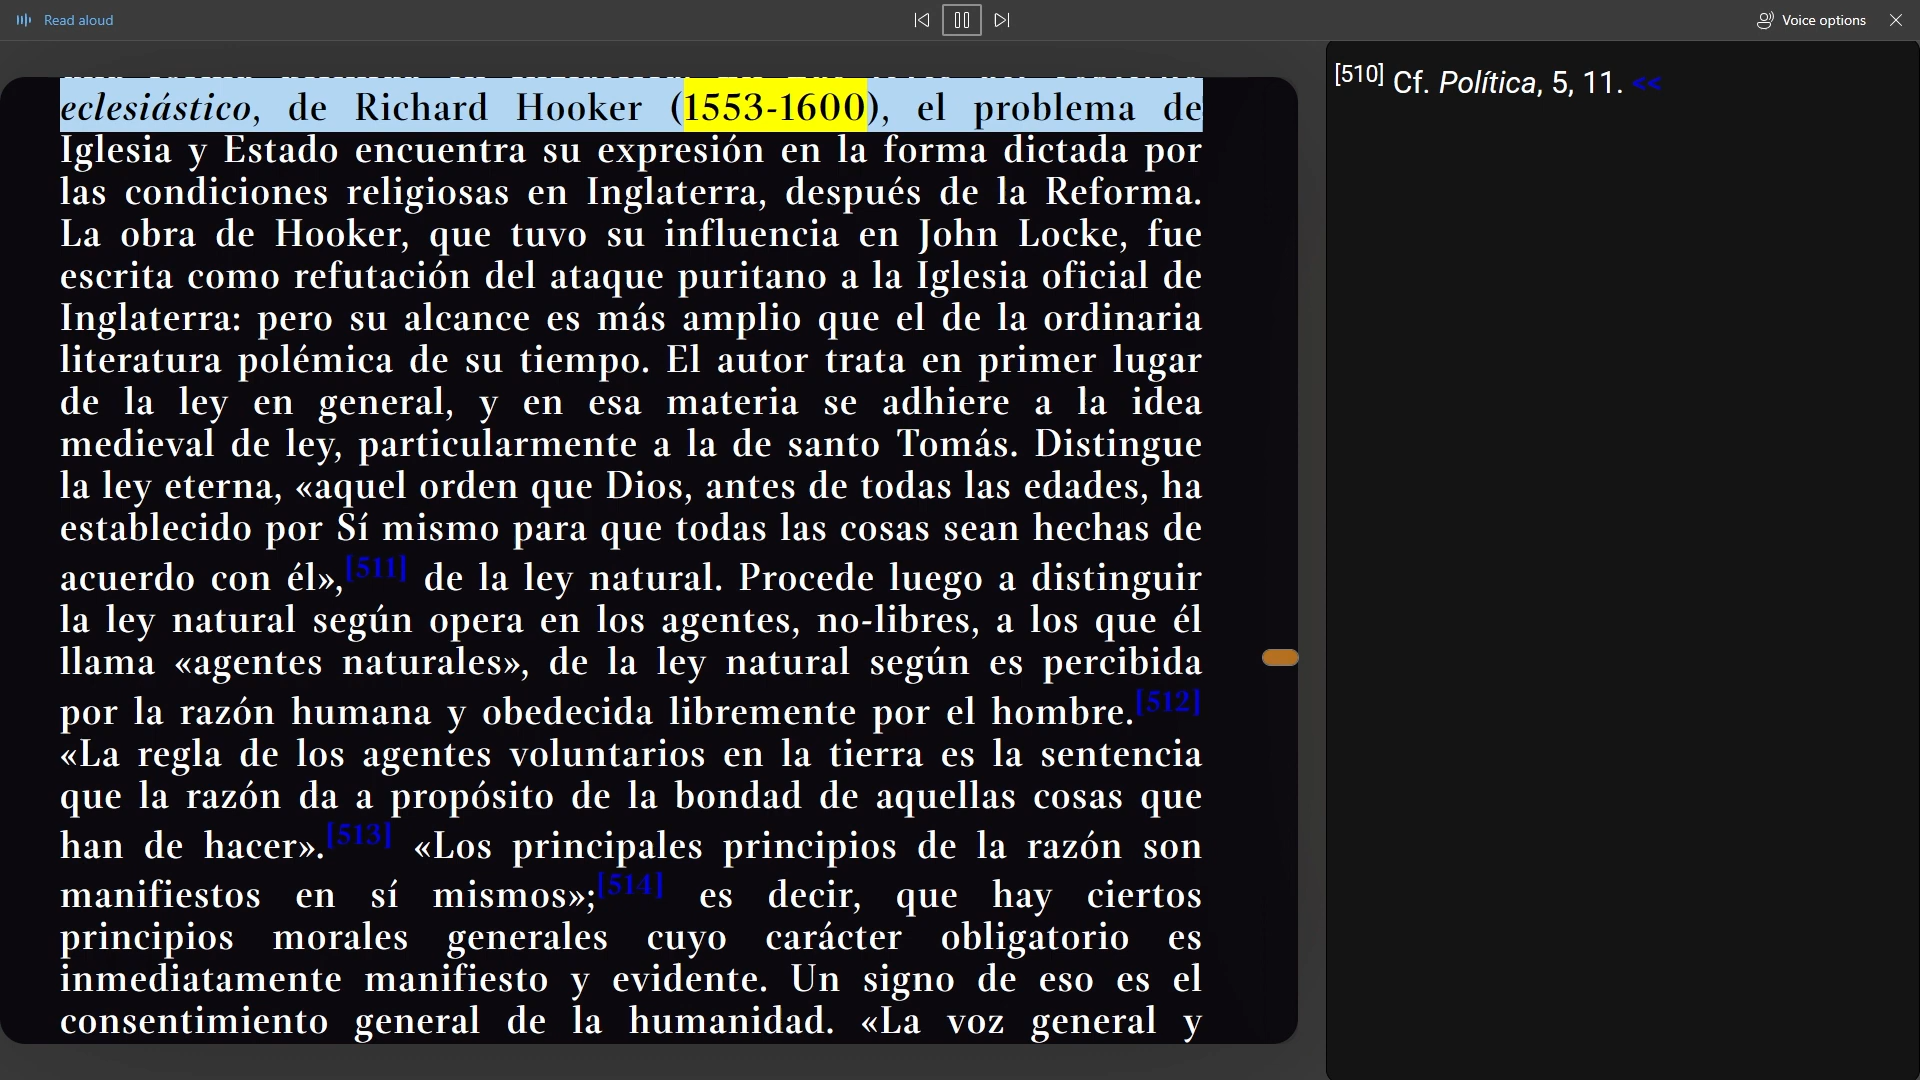 Read aloud
Voice options
eclesiástico, de Richard Hooker (1553-1600), el problema de
Iglesia y Estado encuentra su expresión en la forma dictada por
las condiciones religiosas en Inglaterra, después de la Reforma.
La obra de Hooker, que tuvo su influencia en John Locke, fue
escrita como refutación del ataque puritano a la Iglesia oficial de
Inglaterra: pero su alcance es más amplio que el de la ordinaria
literatura polémica de su tiempo. El autor trata en primer lugar
de la ley en general, y en esa materia se adhiere a la idea
medieval de ley, particularmente a la de santo Tomás. Distingue
la ley eterna, «aquel orden que Dios, antes de todas las edades, ha
establecido por Sí mismo para que todas las cosas sean hechas de
acuerdo con él»,[511] de la ley natural. Procede luego a distinguir
la ley natural según opera en los agentes, no-libres, a los que él
llama «agentes naturales», de la ley natural según es percibida
por la razón humana y obedecida libremente por el hombre.[512]
«La regla de los agentes voluntarios en la tierra es la sentencia
que la razón da a propósito de la bondad de aquellas cosas que
han de hacer».[513] «Los principales principios de la razón son
manifiestos en sí mismos»;[514] es decir, que hay ciertos
principios morales generales cuyo carácter obligatorio es
inmediatamente manifiesto y evidente. Un signo de eso es el
consentimiento general de la humanidad. «La voz general y
[510] Cf. Política, 5, 11. <<